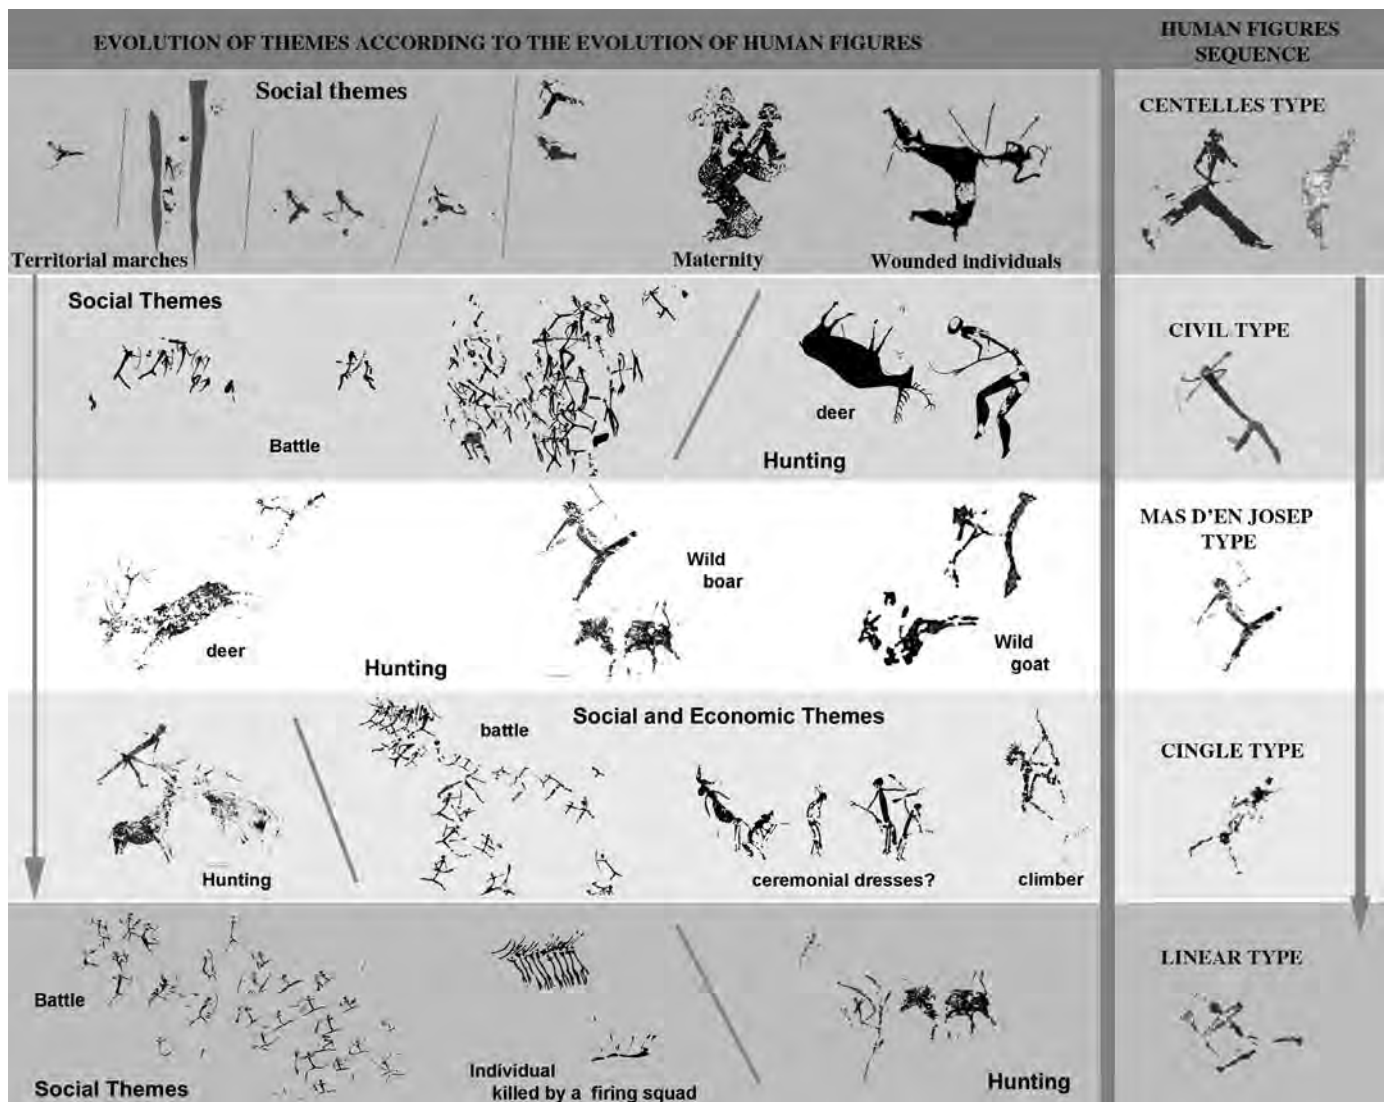 EVOLUTION OF THEMES ACCORDING TO THE EVOLUTION OF HUMAN FIGURES
HUMAN FIGURES
SEQUENCE
Social themes
Territorial marches
Maternity
Wounded individuals
CENTELLES TYPE
Social Themes
Battle
deer
Hunting
CIVIL TYPE
deer
Hunting
Wild
boar
Wild
goat
MAS D'EN JOSEP
TYPE
Hunting
battle
Social and Economic Themes
ceremonial dresses?
climber
CINGLE TYPE
Battle
Social Themes
Individual
killed by a firing squad
Hunting
LINEAR TYPE